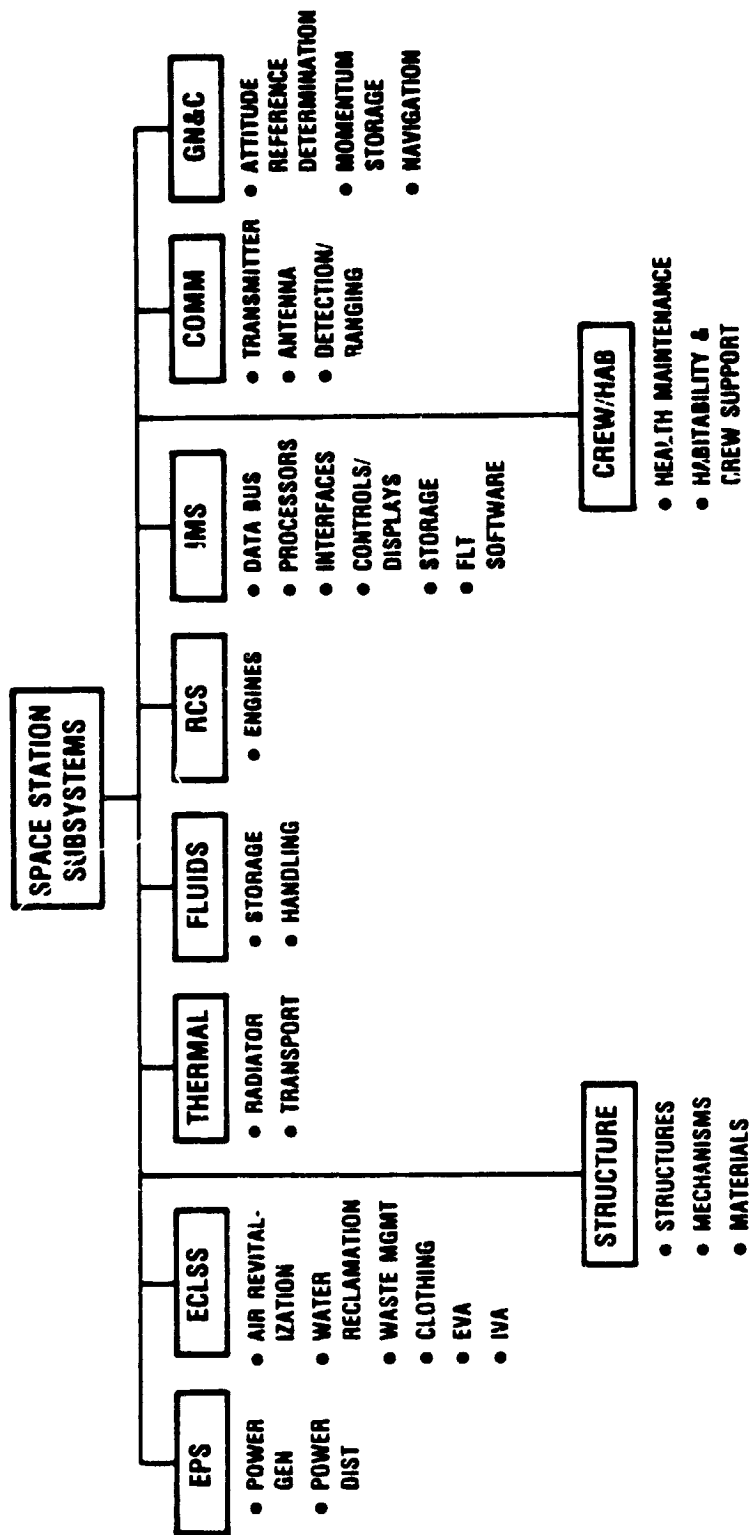 SPACE STATION
SUBSYSTEMS
EPS
• POWER
GEN
• POWER
DIST
ECLSS
• AIR REVITAL-
IZATION
• WATER
RECLAMATION
• WASTE MGMT
• CLOTHING
• EVA
• IVA
THERMAL
• RADIATOR
• TRANSPORT
FLUIDS
• STORAGE
• HANDLING
RCS
• ENGINES
IMS
• DATA BUS
• PROCESSORS
• INTERFACES
• CONTROLS/
DISPLAYS
• STORAGE
• FLT
SOFTWARE
COMM
• TRANSMITTER
• ANTENNA
• DETECTION/
RANGING
GN&C
• ATTITUDE
REFERENCE
DETERMINATION
• MOMENTUM
STORAGE
• NAVIGATION
STRUCTURE
• STRUCTURES
• MECHANISMS
• MATERIALS
CREW/HAB
• HEALTH MAINTENANCE
• HABITABILITY &
CREW SUPPORT